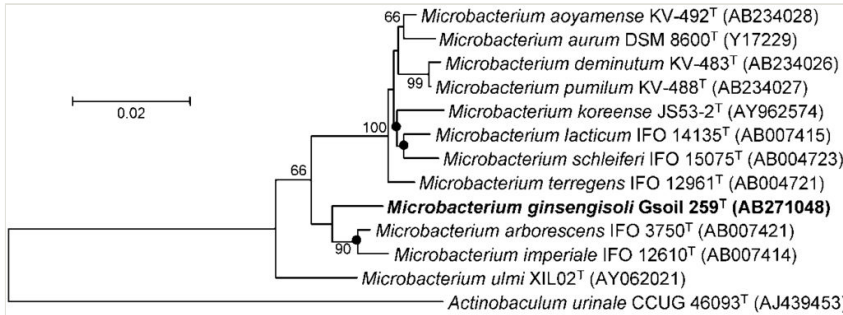 66 Microbacterium aoyamense KV-492ᵀ (AB234028)
Microbacterium aurum DSM 8600ᵀ (Y17229)
Microbacterium deminutum KV-483ᵀ (AB234026)
99 Microbacterium pumilum KV-488ᵀ (AB234027)
0.02
Microbacterium koreense JS53-2ᵀ (AY962574)
100 Microbacterium lacticum IFO 14135ᵀ (AB007415)
Microbacterium schleiferi IFO 15075ᵀ (AB004723)
66 Microbacterium terregens IFO 12961ᵀ (AB004721)
Microbacterium ginsengisoli Gsoil 259ᵀ (AB271048)
Microbacterium arborescens IFO 3750ᵀ (AB007421)
90 Microbacterium imperiale IFO 12610ᵀ (AB007414)
Microbacterium ulmi XIL02ᵀ (AY062021)
Actinobaculum urinale CCUG 46093ᵀ (AJ439453)